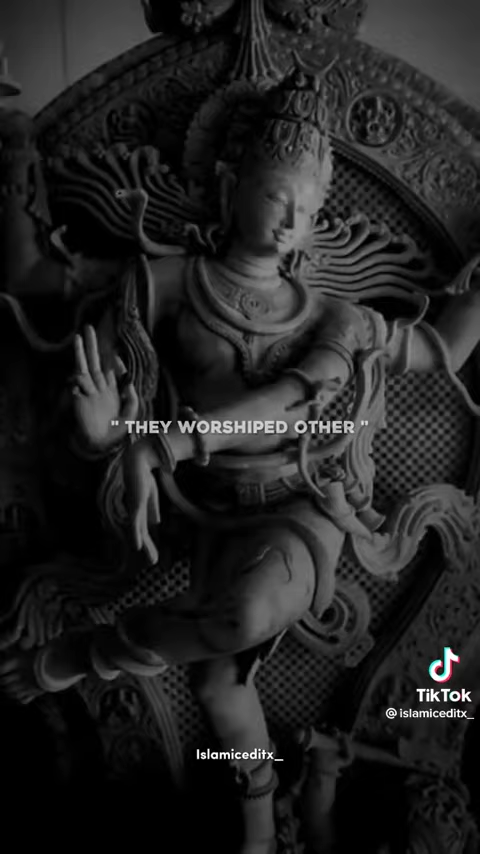 " THEY WORSHIPED OTHER "
TikTok
@islamiceditx_
Islamiceditx_